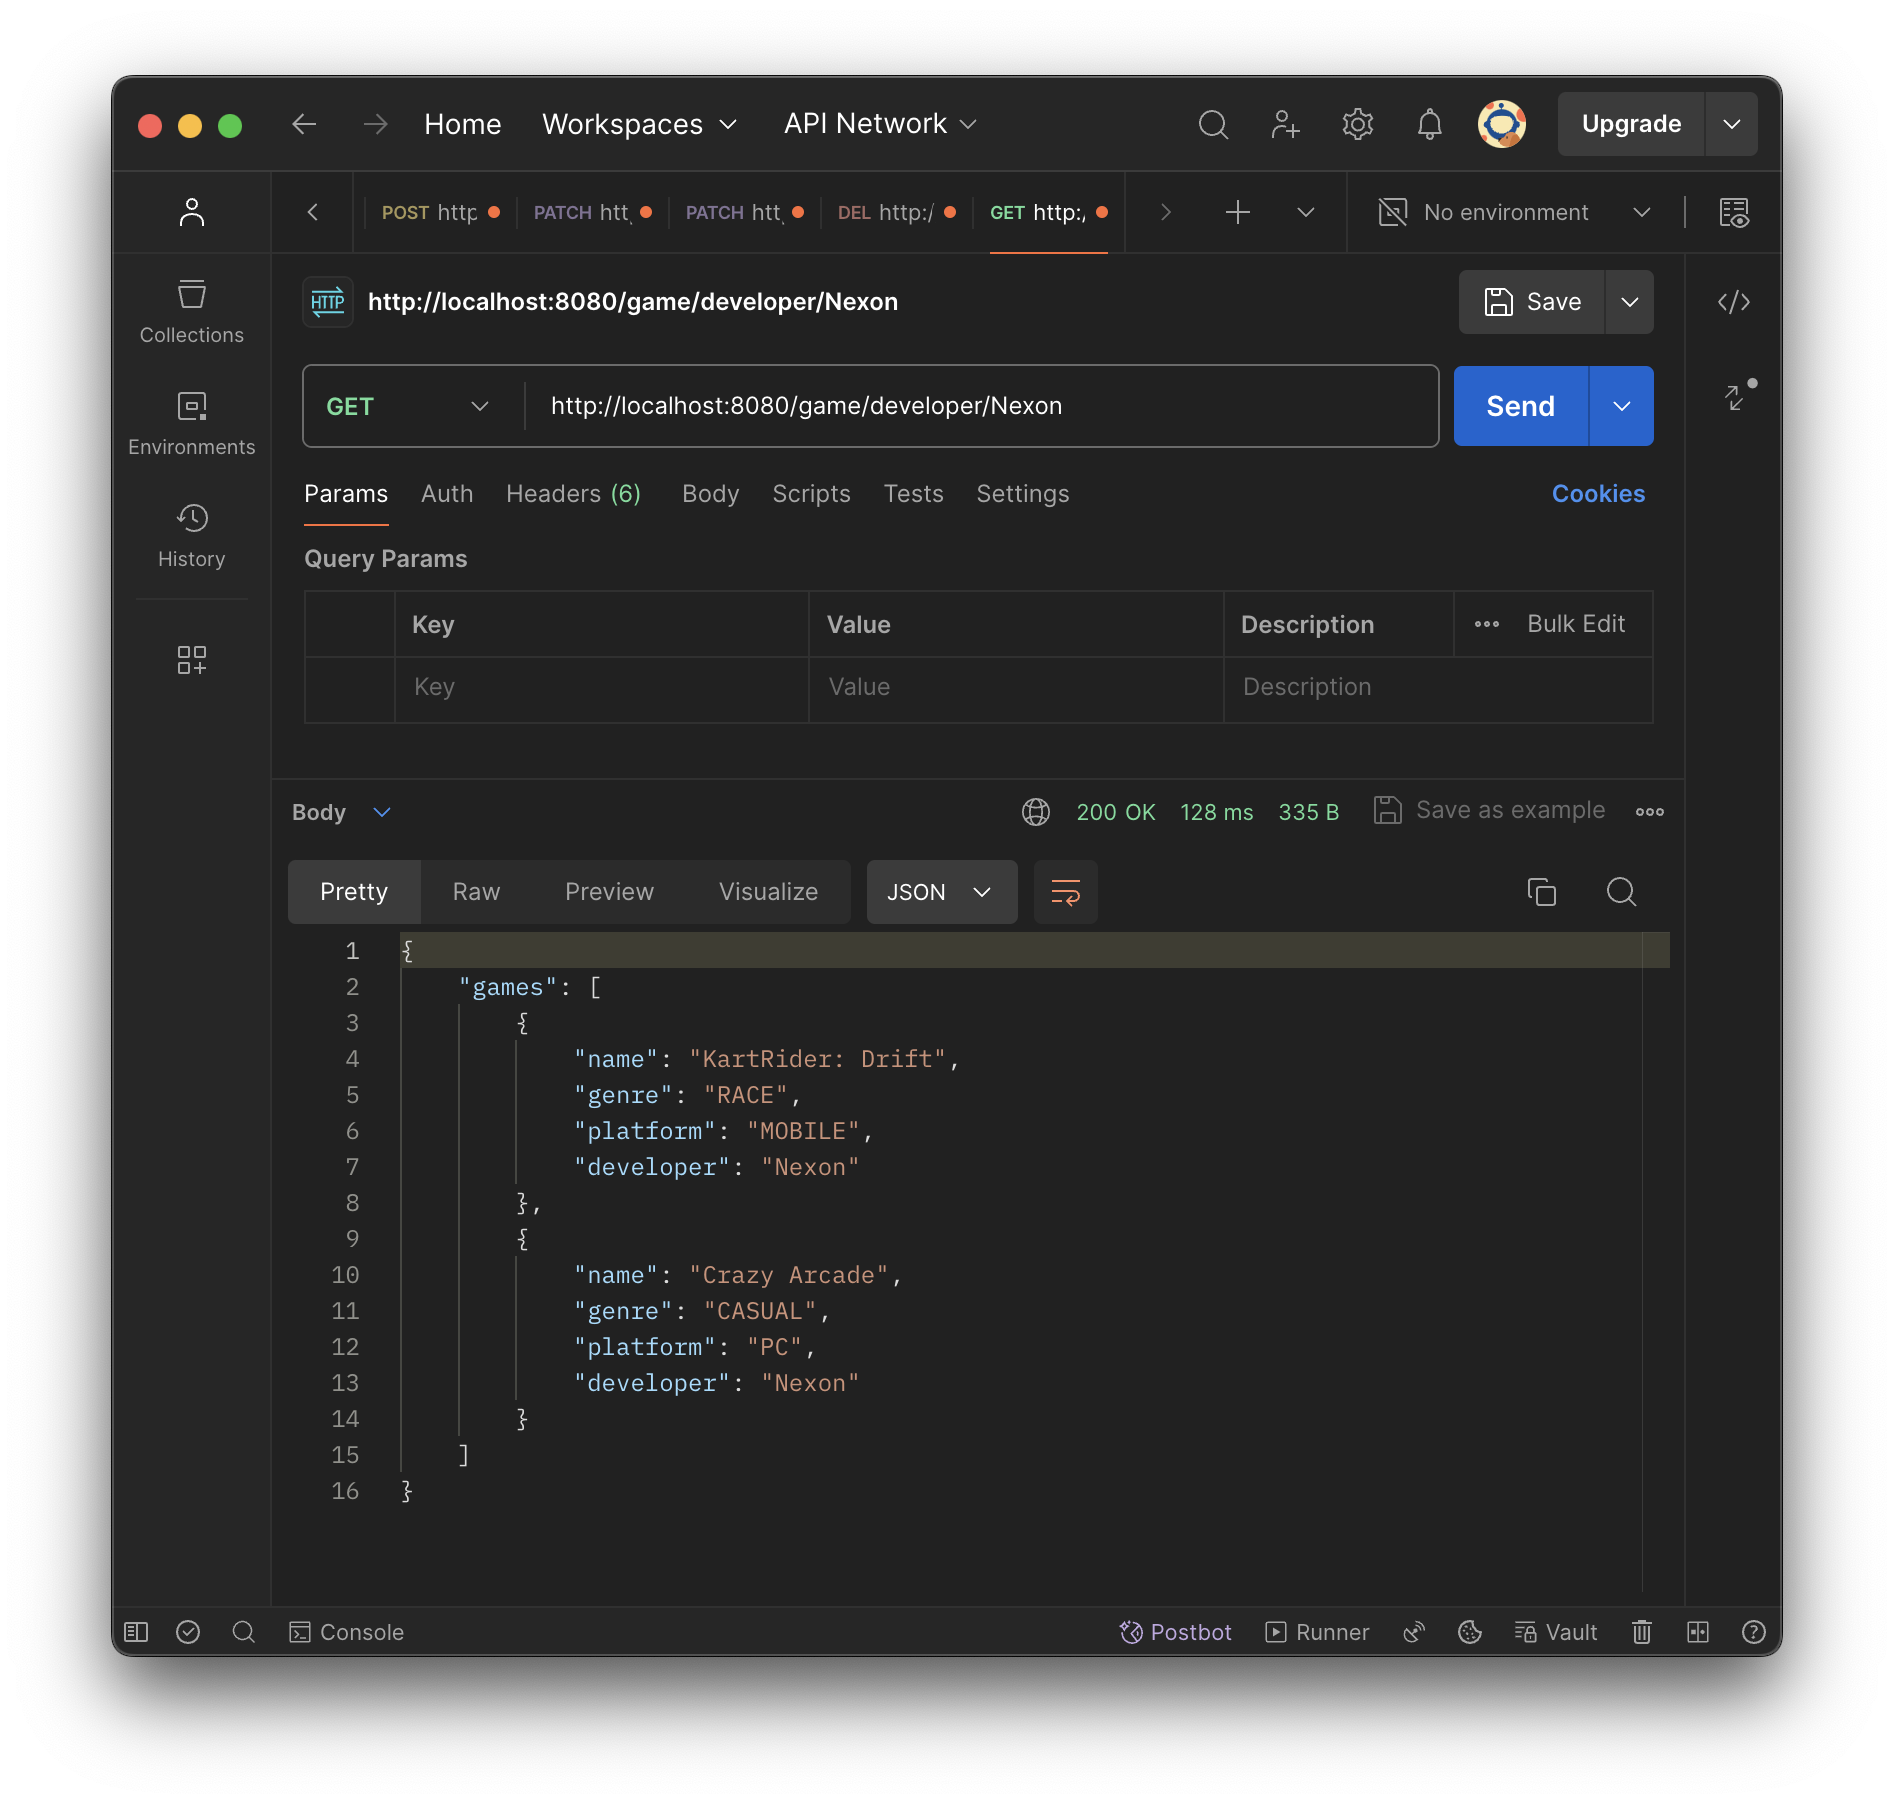 Home Workspaces API Network Upgrade
POST http PATCH htt PATCH htt DEL http:/ GET http:/ No environment
HTTP http://localhost:8080/game/developer/Nexon Save
Collections
GET http://localhost:8080/game/developer/Nexon Send
Environments
Params Auth Headers (6) Body Scripts Tests Settings Cookies
History
Query Params
Key Value Description Bulk Edit
Key Value Description
Body 200 OK 128 ms 335 B Save as example
Pretty Raw Preview Visualize JSON
1 {
2 "games": [
3 {
4 "name": "KartRider: Drift",
5 "genre": "RACE",
6 "platform": "MOBILE",
7 "developer": "Nexon"
8 },
9 {
10 "name": "Crazy Arcade",
11 "genre": "CASUAL",
12 "platform": "PC",
13 "developer": "Nexon"
14 }
15 ]
16 }
Console Postbot Runner Vault